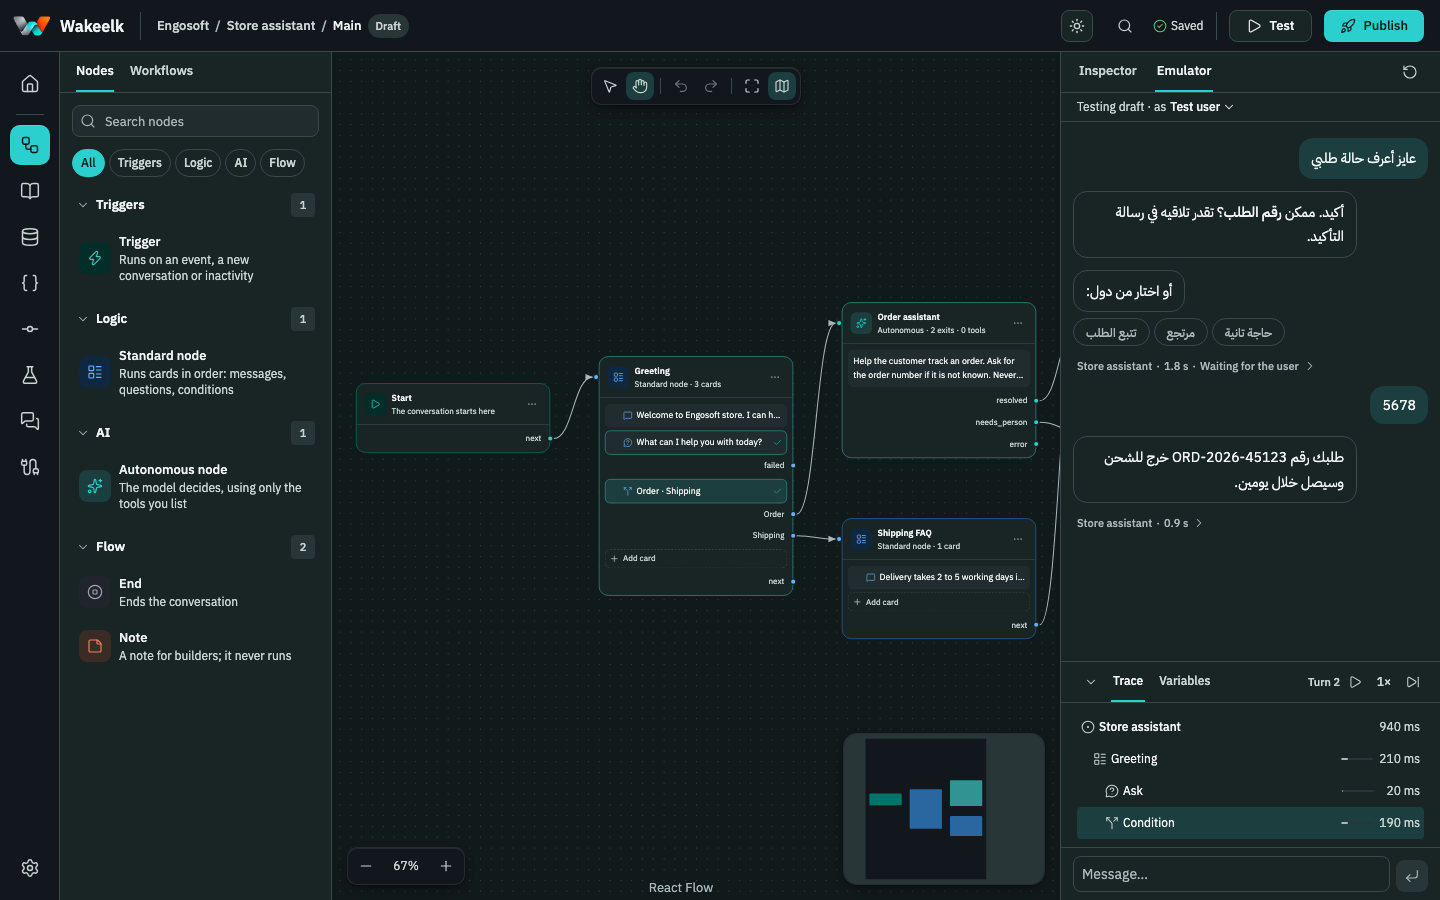 Wakeelk
Engosoft / Store assistant / Main
Draft
Saved
Test
Publish
Nodes
Workflows
Search nodes
All
Triggers
Logic
AI
Flow
Triggers
1
Trigger
Runs on an event, a new
conversation or inactivity
Logic
1
Standard node
Runs cards in order: messages,
questions, conditions
AI
1
Autonomous node
The model decides, using only the
tools you list
Flow
2
End
Ends the conversation
Note
A note for builders; it never runs
Start
The conversation starts here
next
Greeting
Standard node · 3 cards
Welcome to Engosoft store. I can h...
What can I help you with today?
failed
Order · Shipping
Order
Shipping
Add card
next
Order assistant
Autonomous · 2 exits · 0 tools
Help the customer track an order. Ask for
the order number if it is not known. Never...
resolved
needs_person
error
Shipping FAQ
Standard node · 1 card
Delivery takes 2 to 5 working days i...
Add card
next
67%
React Flow
Inspector
Emulator
Testing draft · as Test user
عايز أعرف حالة طلبي
أكيد. ممكن رقم الطلب؟ تقدر تلاقيه في رسالة
التأكيد.
أو اختار من دول:
تتبع الطلب
مرتجع
حاجة تانية
Store assistant · 1.8 s · Waiting for the user
5678
طلبك رقم ORD-2026-45123 خرج للشحن
وسيصل خلال يومين.
Store assistant · 0.9 s
Trace
Variables
Turn 2
1×
Store assistant
940 ms
Greeting
210 ms
Ask
20 ms
Condition
190 ms
Message...